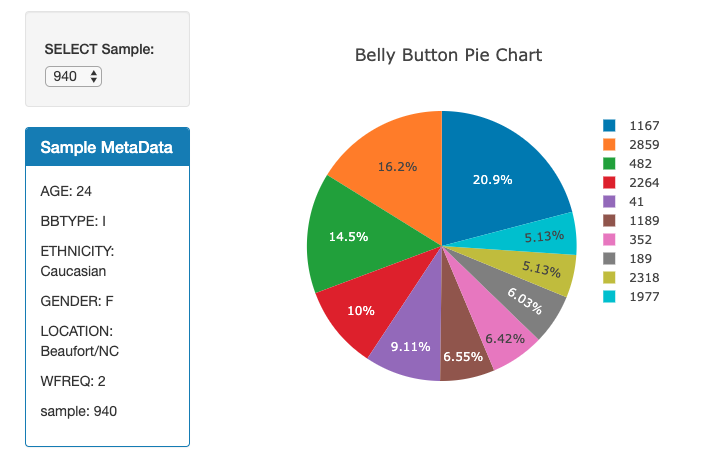 SELECT Sample:
940
Sample MetaData
AGE: 24
BBTYPE: I
ETHNICITY:
Caucasian
GENDER: F
LOCATION:
Beaufort/NC
WFREQ: 2
sample: 940
Belly Button Pie Chart
20.9%
16.2%
14.5%
10%
9.11%
6.55%
6.42%
6.03%
5.13%
5.13%
1167
2859
482
2264
41
1189
352
189
2318
1977